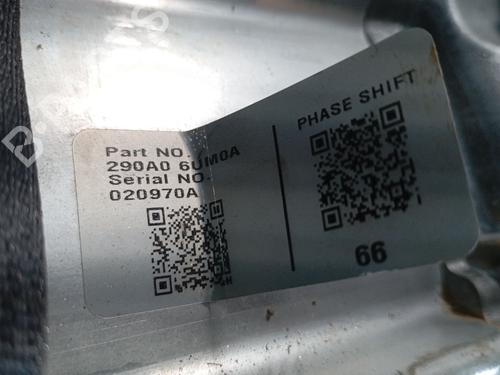 Part NO.
290A0 6UM0A
Serial NO.
020970A
PHASE SHIFT
66